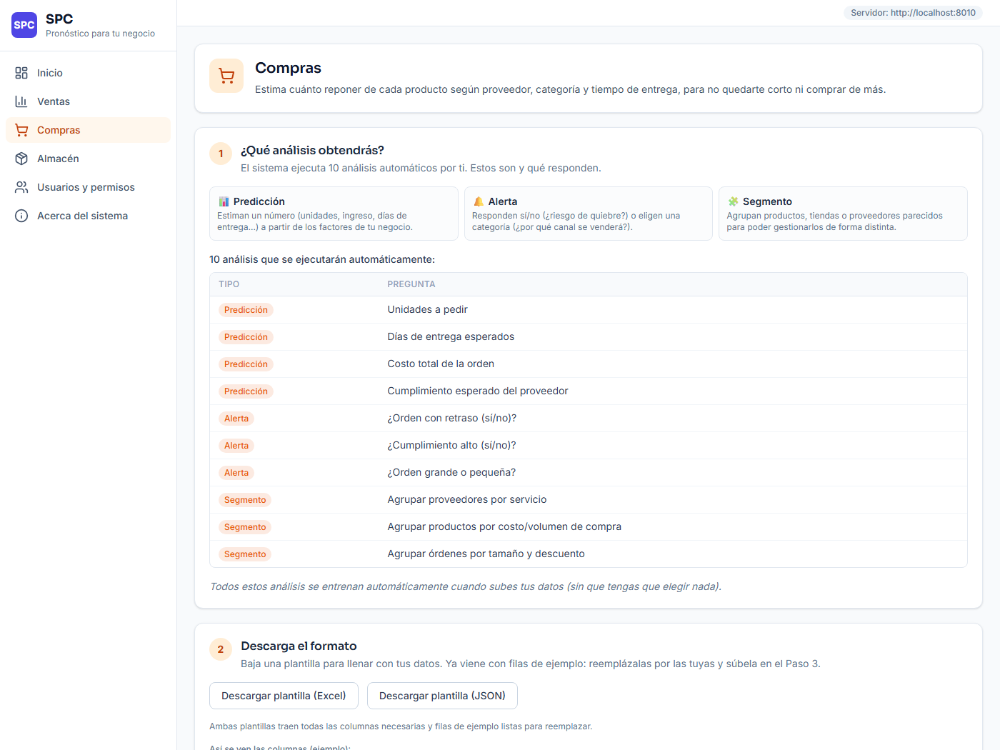 SPC
SPC
Pronóstico para tu negocio
Servidor: http://localhost:8010
Inicio
Ventas
Compras
Almacén
Usuarios y permisos
Acerca del sistema
Compras
Estima cuánto reponer de cada producto según proveedor, categoría y tiempo de entrega, para no quedarte corto ni comprar de más.
1
¿Qué análisis obtendrás?
El sistema ejecuta 10 análisis automáticos por ti. Estos son y qué responden.
Predicción
Estiman un número (unidades, ingreso, días de
entrega…) a partir de los factores de tu negocio.
Alerta
Responden sí/no (¿riesgo de quiebre?) o eligen una
categoría (¿por qué canal se venderá?).
Segmento
Agrupan productos, tiendas o proveedores parecidos
para poder gestionarlos de forma distinta.
10 análisis que se ejecutarán automáticamente:
TIPO PREGUNTA
Predicción Unidades a pedir
Predicción Días de entrega esperados
Predicción Costo total de la orden
Predicción Cumplimiento esperado del proveedor
Alerta ¿Orden con retraso (sí/no)?
Alerta ¿Cumplimiento alto (sí/no)?
Alerta ¿Orden grande o pequeña?
Segmento Agrupar proveedores por servicio
Segmento Agrupar productos por costo/volumen de compra
Segmento Agrupar órdenes por tamaño y descuento
Todos estos análisis se entrenan automáticamente cuando subes tus datos (sin que tengas que elegir nada).
2
Descarga el formato
Baja una plantilla para llenar con tus datos. Ya viene con filas de ejemplo: reemplázalas por las tuyas y súbela en el Paso 3.
Descargar plantilla (Excel)
Descargar plantilla (JSON)
Ambas plantillas traen todas las columnas necesarias y filas de ejemplo listas para reemplazar.
Así se ven las columnas (ejemplo):